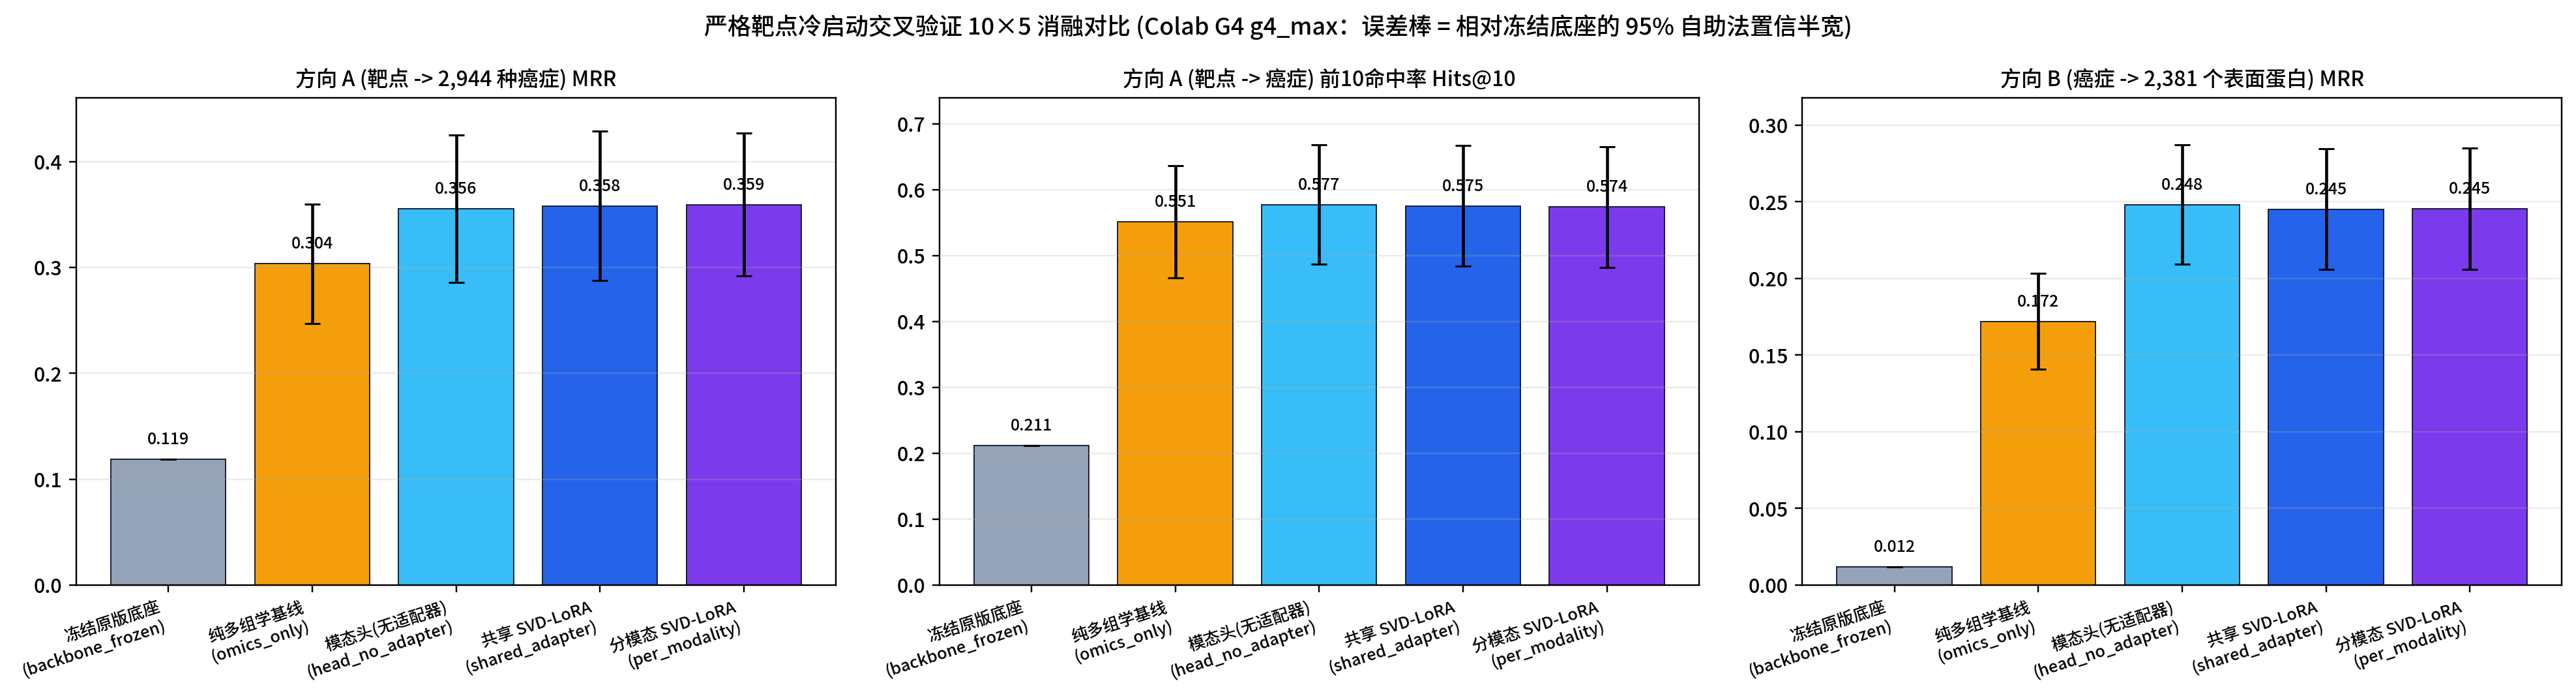 严格靶点冷启动交叉验证 10×5 消融对比 (Colab G4 g4_max：误差棒 = 相对冻结底座的 95% 自助法置信半宽)
方向 A (靶点 -> 2,944 种癌症) MRR
0.4
0.3
0.2
0.1
0.0
0.119
0.304
0.356
0.358
0.359
冻结原版底座
(backbone_frozen)
纯多组学基线
(omics_only)
模态头(无适配器)
(head_no_adapter)
共享 SVD-LoRA
(shared_adapter)
分模态 SVD-LoRA
(per_modality)
方向 A (靶点 -> 癌症) 前10命中率 Hits@10
0.7
0.6
0.5
0.4
0.3
0.2
0.1
0.0
0.211
0.551
0.577
0.575
0.574
冻结原版底座
(backbone_frozen)
纯多组学基线
(omics_only)
模态头(无适配器)
(head_no_adapter)
共享 SVD-LoRA
(shared_adapter)
分模态 SVD-LoRA
(per_modality)
方向 B (癌症 -> 2,381 个表面蛋白) MRR
0.30
0.25
0.20
0.15
0.10
0.05
0.00
0.012
0.172
0.248
0.245
0.245
冻结原版底座
(backbone_frozen)
纯多组学基线
(omics_only)
模态头(无适配器)
(head_no_adapter)
共享 SVD-LoRA
(shared_adapter)
分模态 SVD-LoRA
(per_modality)